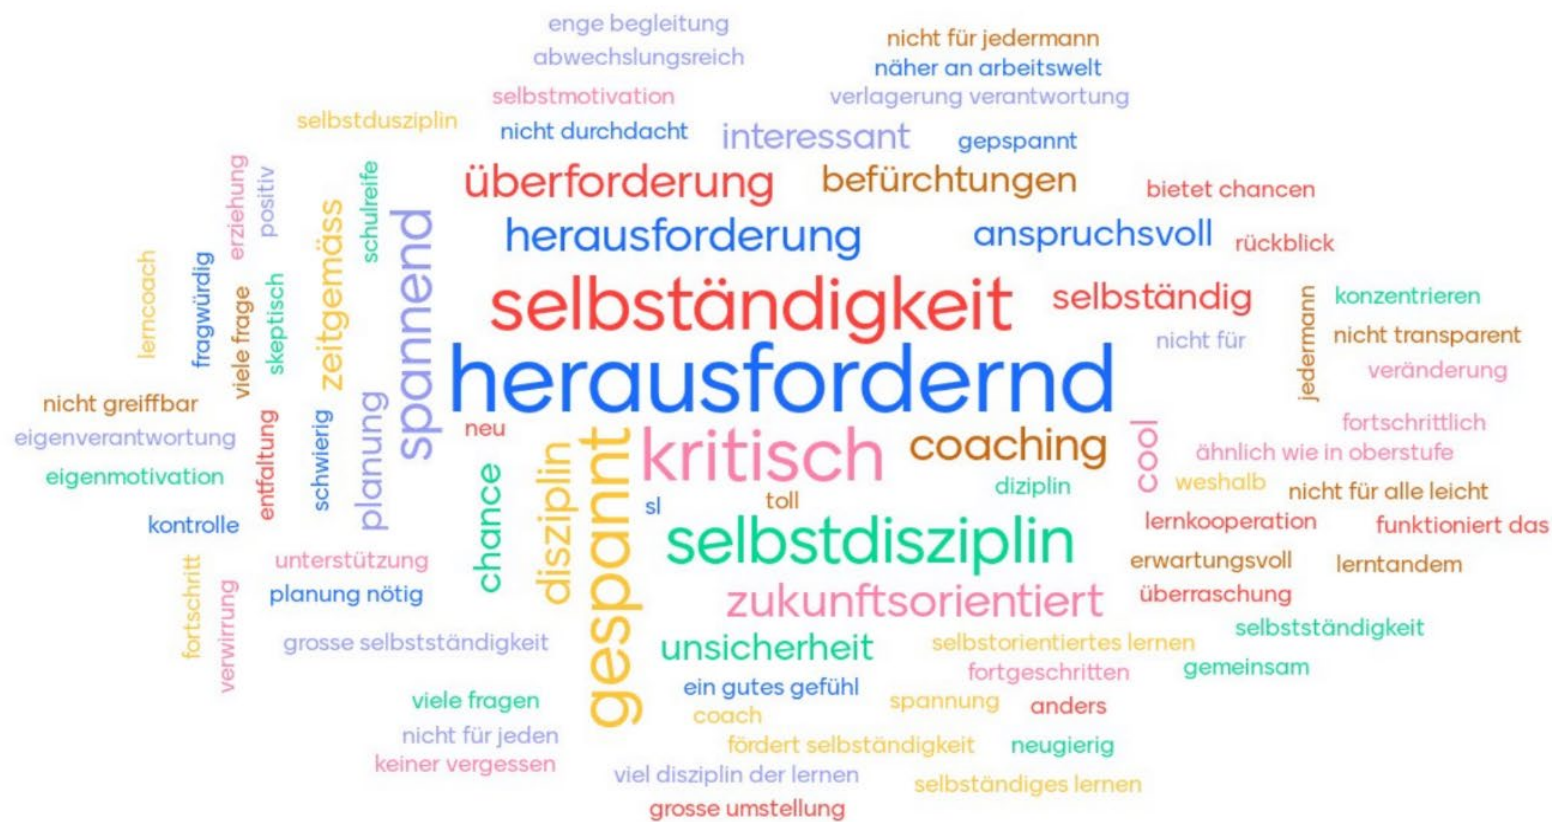 enge begleitung
nicht für jedermann
abwechslungsreich
näher an arbeitswelt
selbstmotivation
verlagerung verantwortung
selbstdusziplin
nicht durchdacht
interessant
gepspannt
erziehung
positiv
schulreife
überforderung
befürchtungen
bietet chancen
zeitgemäss
spannend
herausforderung
anspruchsvoll
rückblick
lerncoach
fragwürdig
viele frage
skeptisch
selbständigkeit
selbständig
jedermann
konzentrieren
nicht für
nicht transparent
herausfordernd
veränderung
nicht greiffbar
eigenverantwortung
eigenmotivation
entfaltung
schwierig
planung
neu
kritisch
coaching
cool
fortschrittlich
ähnlich wie in oberstufe
weshalb
nicht für alle leicht
kontrolle
chance
disziplin
gespannt
sl
toll
diziplin
lernkooperation
funktioniert das
selbstdisziplin
fortschritt
verwirrung
unterstützung
planung nötig
erwartungsvoll
lerntandem
zukunftsorientiert
überraschung
grosse selbstständigkeit
unsicherheit
selbstorientiertes lernen
selbstständigkeit
fortgeschritten
gemeinsam
viele fragen
ein gutes gefühl
spannung
anders
coach
nicht für jeden
fördert selbständigkeit
neugierig
keiner vergessen
viel disziplin der lernen
selbständiges lernen
grosse umstellung